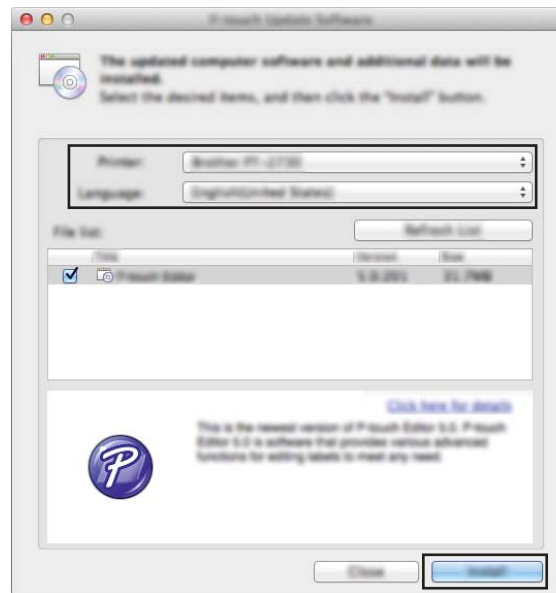 P-touch Update Software
The updated computer software and additional data will be
installed.
Select the desired items, and then click the "Install" button.
Printer: Brother PT-2730
Language: English(United States)
File list: Refresh List
Title Version Size
P-touch Editor 5.0.201 31.7MB
Click here for details
This is the newest version of P-touch Editor 5.0. P-touch
Editor 5.0 is software that provides various advanced
functions for editing labels to meet any need.
P
Close Install